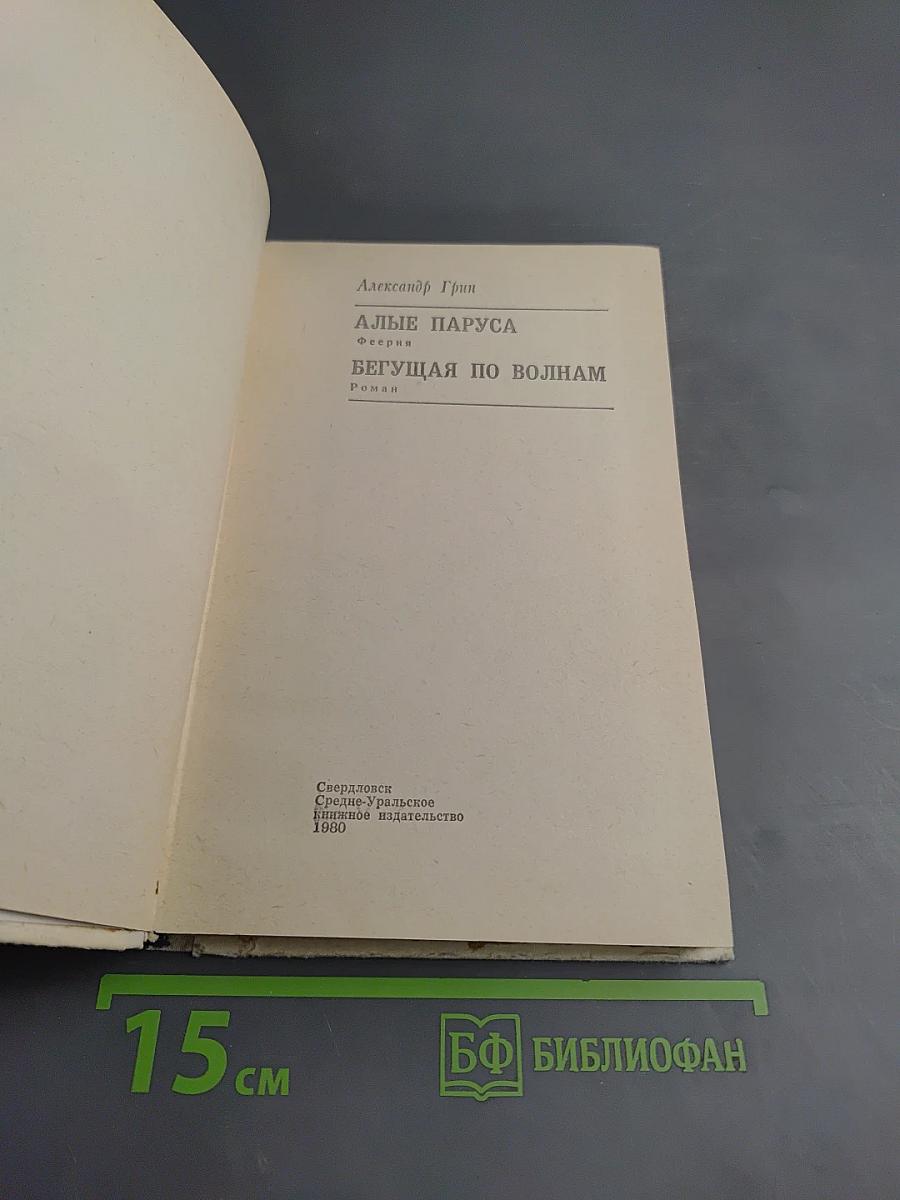 Александр Грин
АЛЫЕ ПАРУСА
Феерия
БЕГУЩАЯ ПО ВОЛНАМ
Роман
Свердловск
Средне-Уральское
книжное издательство
1980
15 см
БФ БИБЛИОФАН